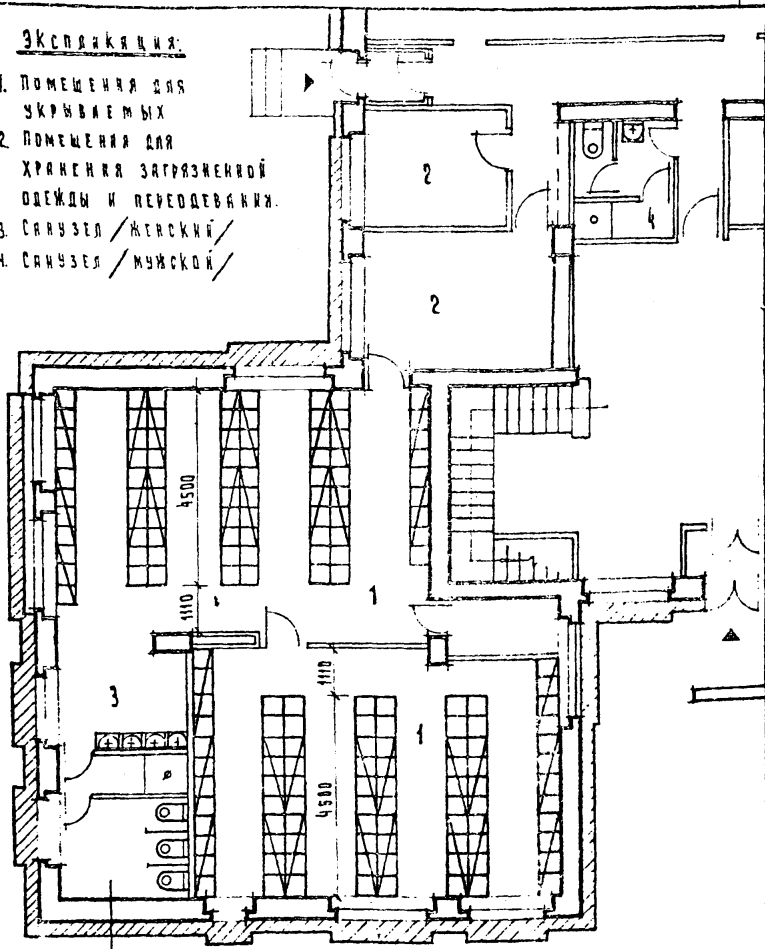 Экспликация:
1. Помещения для
укрываемых
2. Помещения для
хранения загрязненной
одежды и переодевания.
3. Санузел /женский/
4. Санузел /мужской/
2
4
2
4500
1110
1
3
1110
1
4500